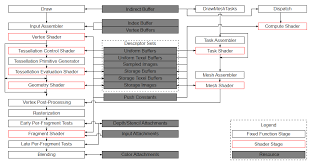 Draw
Indirect Buffer
DrawMeshTasks
Dispatch
Input Assembler
Index Buffer
Vertex Buffers
Compute Shader
Vertex Shader
Descriptor Sets
Task Assembler
Tessellation Control Shader
Uniform Buffers
Task Shader
Tessellation Primitive Generator
Uniform Texel Buffers
Sampled Images
Tessellation Evaluation Shader
Storage Buffers
Mesh Assembler
Storage Texel Buffers
Geometry Shader
Storage Images
Mesh Shader
Push Constants
Vertex Post-Processing
Rasterization
Early Per-Fragment Tests
Depth/Stencil Attachments
Fragment Shader
Input Attachments
Late Per-Fragment Tests
Blending
Color Attachments
Legend
Fixed Function Stage
Shader Stage
Resource